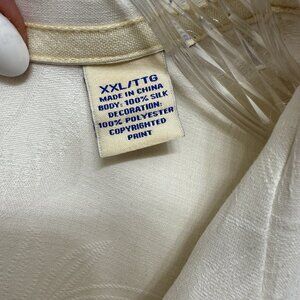 XXL/TTG
MADE IN CHINA
BODY: 100% SILK
DECORATION:
100% POLYESTER
COPYRIGHTED
PRINT